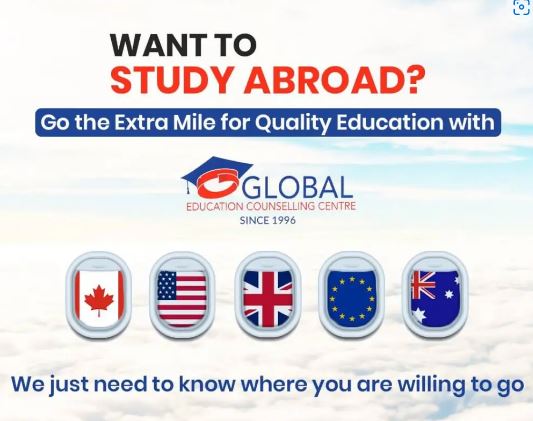 WANT TO
STUDY ABROAD?
Go the Extra Mile for Quality Education with
GLOBAL
EDUCATION COUNSELLING CENTRE
SINCE 1996
We just need to know where you are willing to go